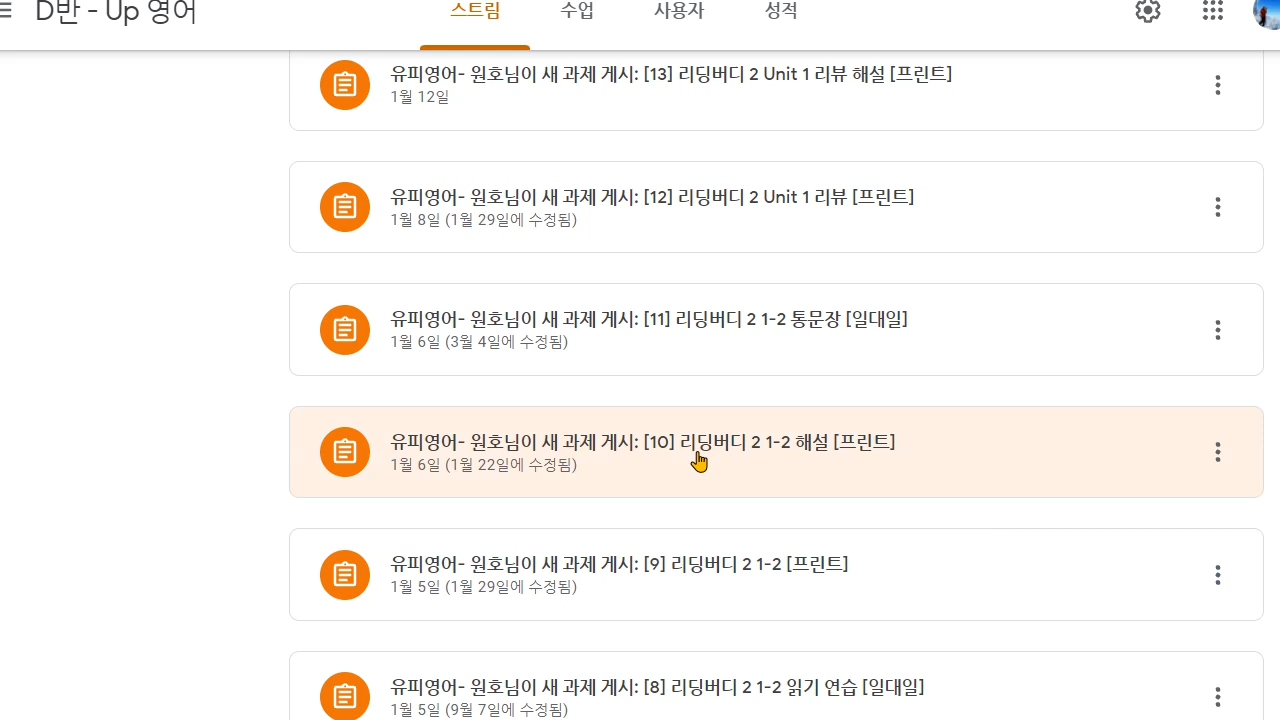 D반 - Up 영어
스트림 수업 사용자 성적
유피영어- 원호님이 새 과제 게시: [13] 리딩버디 2 Unit 1 리뷰 해설 [프린트]
1월 12일
유피영어- 원호님이 새 과제 게시: [12] 리딩버디 2 Unit 1 리뷰 [프린트]
1월 8일 (1월 29일에 수정됨)
유피영어- 원호님이 새 과제 게시: [11] 리딩버디 2 1-2 통문장 [일대일]
1월 6일 (3월 4일에 수정됨)
유피영어- 원호님이 새 과제 게시: [10] 리딩버디 2 1-2 해설 [프린트]
1월 6일 (1월 22일에 수정됨)
유피영어- 원호님이 새 과제 게시: [9] 리딩버디 2 1-2 [프린트]
1월 5일 (1월 29일에 수정됨)
유피영어- 원호님이 새 과제 게시: [8] 리딩버디 2 1-2 읽기 연습 [일대일]
1월 5일 (9월 7일에 수정됨)